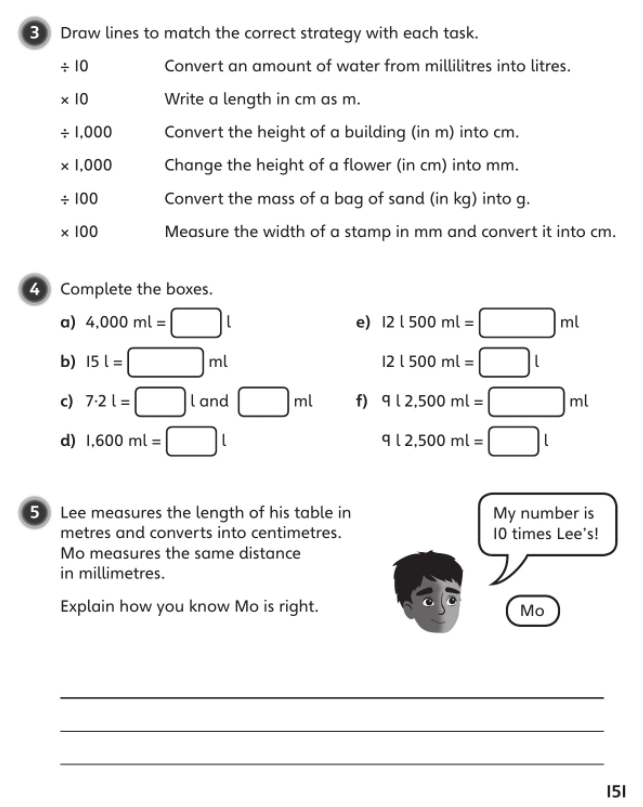 3 Draw lines to match the correct strategy with each task.
÷ 10 Convert an amount of water from millilitres into litres.
× 10 Write a length in cm as m.
÷ 1,000 Convert the height of a building (in m) into cm.
× 1,000 Change the height of a flower (in cm) into mm.
÷ 100 Convert the mass of a bag of sand (in kg) into g.
× 100 Measure the width of a stamp in mm and convert it into cm.
4 Complete the boxes.
a) 4,000 ml = l
b) 15 l = ml
c) 7·2 l = l and ml
d) 1,600 ml = l
e) 12 l 500 ml = ml
12 l 500 ml = l
f) 9 l 2,500 ml = ml
9 l 2,500 ml = l
5 Lee measures the length of his table in
metres and converts into centimetres.
Mo measures the same distance
in millimetres.
Explain how you know Mo is right.
My number is
10 times Lee's!
Mo
151